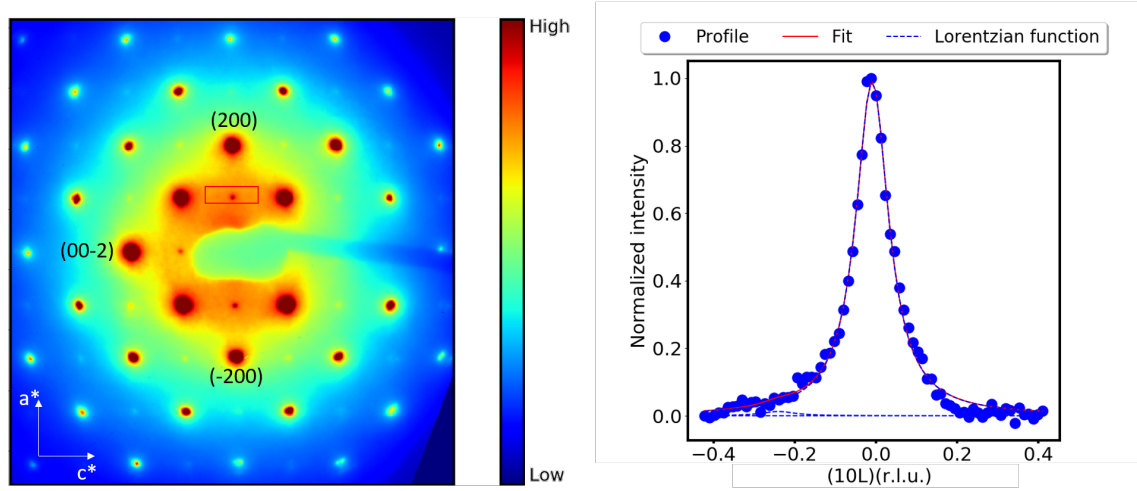 High
Low
(200)
(00-2)
(-200)
a*
c*
Profile Fit Lorentzian function
Normalized intensity
1.0
0.8
0.6
0.4
0.2
0.0
−0.4 −0.2 0.0 0.2 0.4
(10L)(r.l.u.)